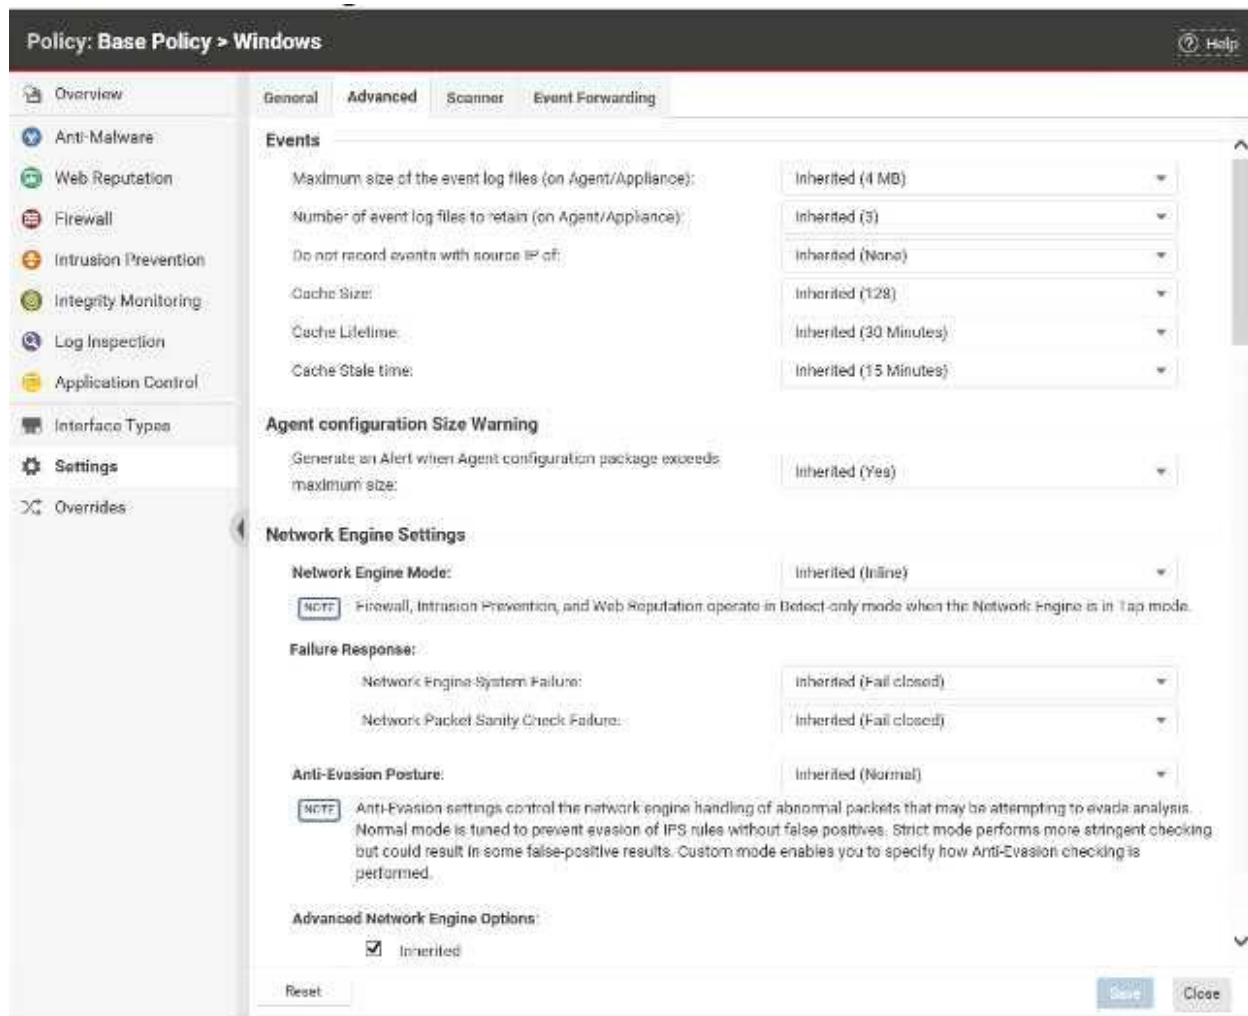 Policy: Base Policy > Windows
Help
Overview
Anti-Malware
Web Reputation
Firewall
Intrusion Prevention
Integrity Monitoring
Log Inspection
Application Control
Interface Types
Settings
Overrides
General Advanced Scanner Event Forwarding
Events
Maximum size of the event log files (on Agent/Appliance): Inherited (4 MB)
Number of event log files to retain (on Agent/Appliance): Inherited (3)
Do not record events with source IP of: Inherited (None)
Cache Size: Inherited (128)
Cache Lifetime: Inherited (30 Minutes)
Cache Stale time: Inherited (15 Minutes)
Agent configuration Size Warning
Generate an Alert when Agent configuration package exceeds
maximum size: Inherited (Yes)
Network Engine Settings
Network Engine Mode: Inherited (Inline)
NOTE Firewall, Intrusion Prevention, and Web Reputation operate in Detect-only mode when the Network Engine is in Tap mode.
Failure Response:
Network Engine System Failure: Inherited (Fail closed)
Network Packet Sanity Check Failure: Inherited (Fail closed)
Anti-Evasion Posture: Inherited (Normal)
NOTE Anti-Evasion settings control the network engine handling of abnormal packets that may be attempting to evade analysis.
Normal mode is tuned to prevent evasion of IPS rules without false positives. Strict mode performs more stringent checking
but could result in some false-positive results. Custom mode enables you to specify how Anti-Evasion checking is
performed.
Advanced Network Engine Options:
Inherited
Reset Save Close